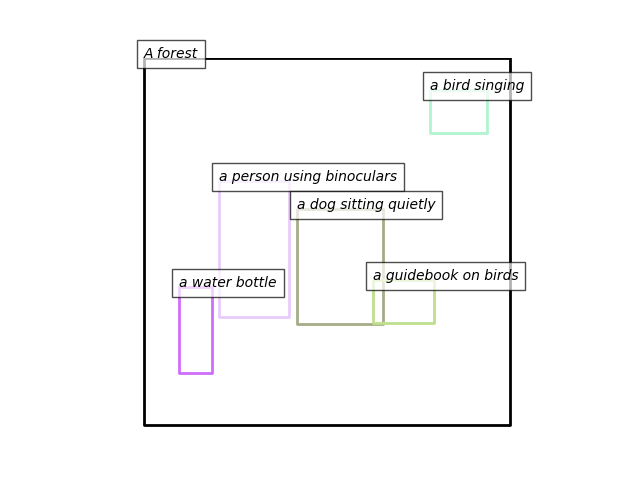 A forest
a bird singing
a person using binoculars
a dog sitting quietly
a water bottle
a guidebook on birds